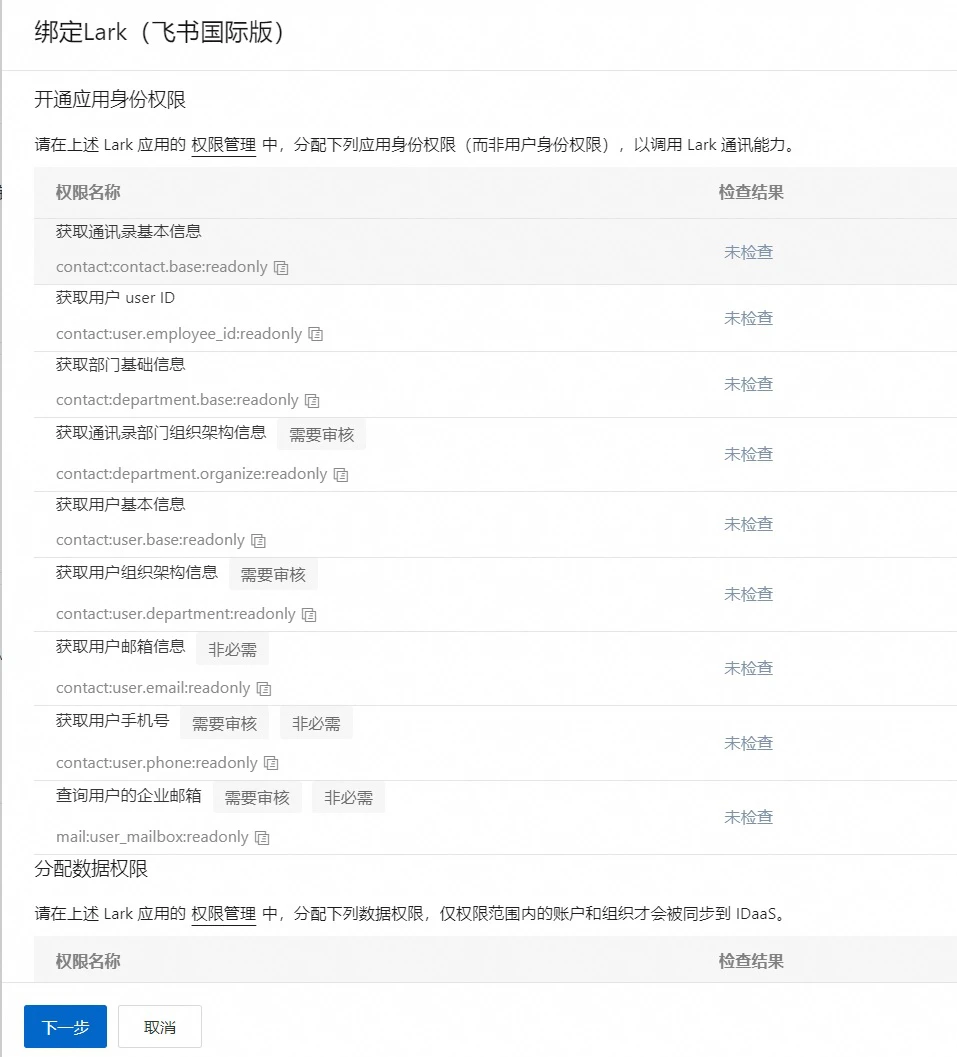 绑定Lark（飞书国际版）
开通应用身份权限
请在上述 Lark 应用的 权限管理 中，分配下列应用身份权限（而非用户身份权限），以调用 Lark 通讯能力。
权限名称 检查结果
获取通讯录基本信息
contact:contact.base:readonly 未检查
获取用户 user ID
contact:user.employee_id:readonly 未检查
获取部门基础信息
contact:department.base:readonly 未检查
获取通讯录部门组织架构信息 需要审核
contact:department.organize:readonly 未检查
获取用户基本信息
contact:user.base:readonly 未检查
获取用户组织架构信息 需要审核
contact:user.department:readonly 未检查
获取用户邮箱信息 非必需
contact:user.email:readonly 未检查
获取用户手机号 需要审核 非必需
contact:user.phone:readonly 未检查
查询用户的企业邮箱 需要审核 非必需
mail:user_mailbox:readonly 未检查
分配数据权限
请在上述 Lark 应用的 权限管理 中，分配下列数据权限，仅权限范围内的账户和组织才会被同步到 IDaaS。
权限名称 检查结果
下一步 取消